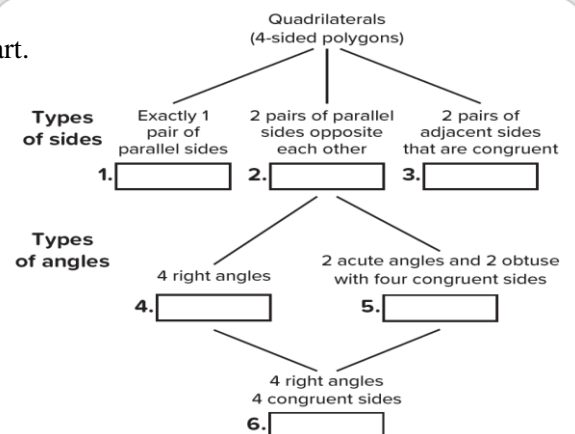 art.
Quadrilaterals
(4-sided polygons)
Types
of sides
Exactly 1
pair of
parallel sides
1.
2 pairs of parallel
sides opposite
each other
2.
2 pairs of
adjacent sides
that are congruent
3.
Types
of angles
4 right angles
4.
2 acute angles and 2 obtuse
with four congruent sides
5.
4 right angles
4 congruent sides
6.